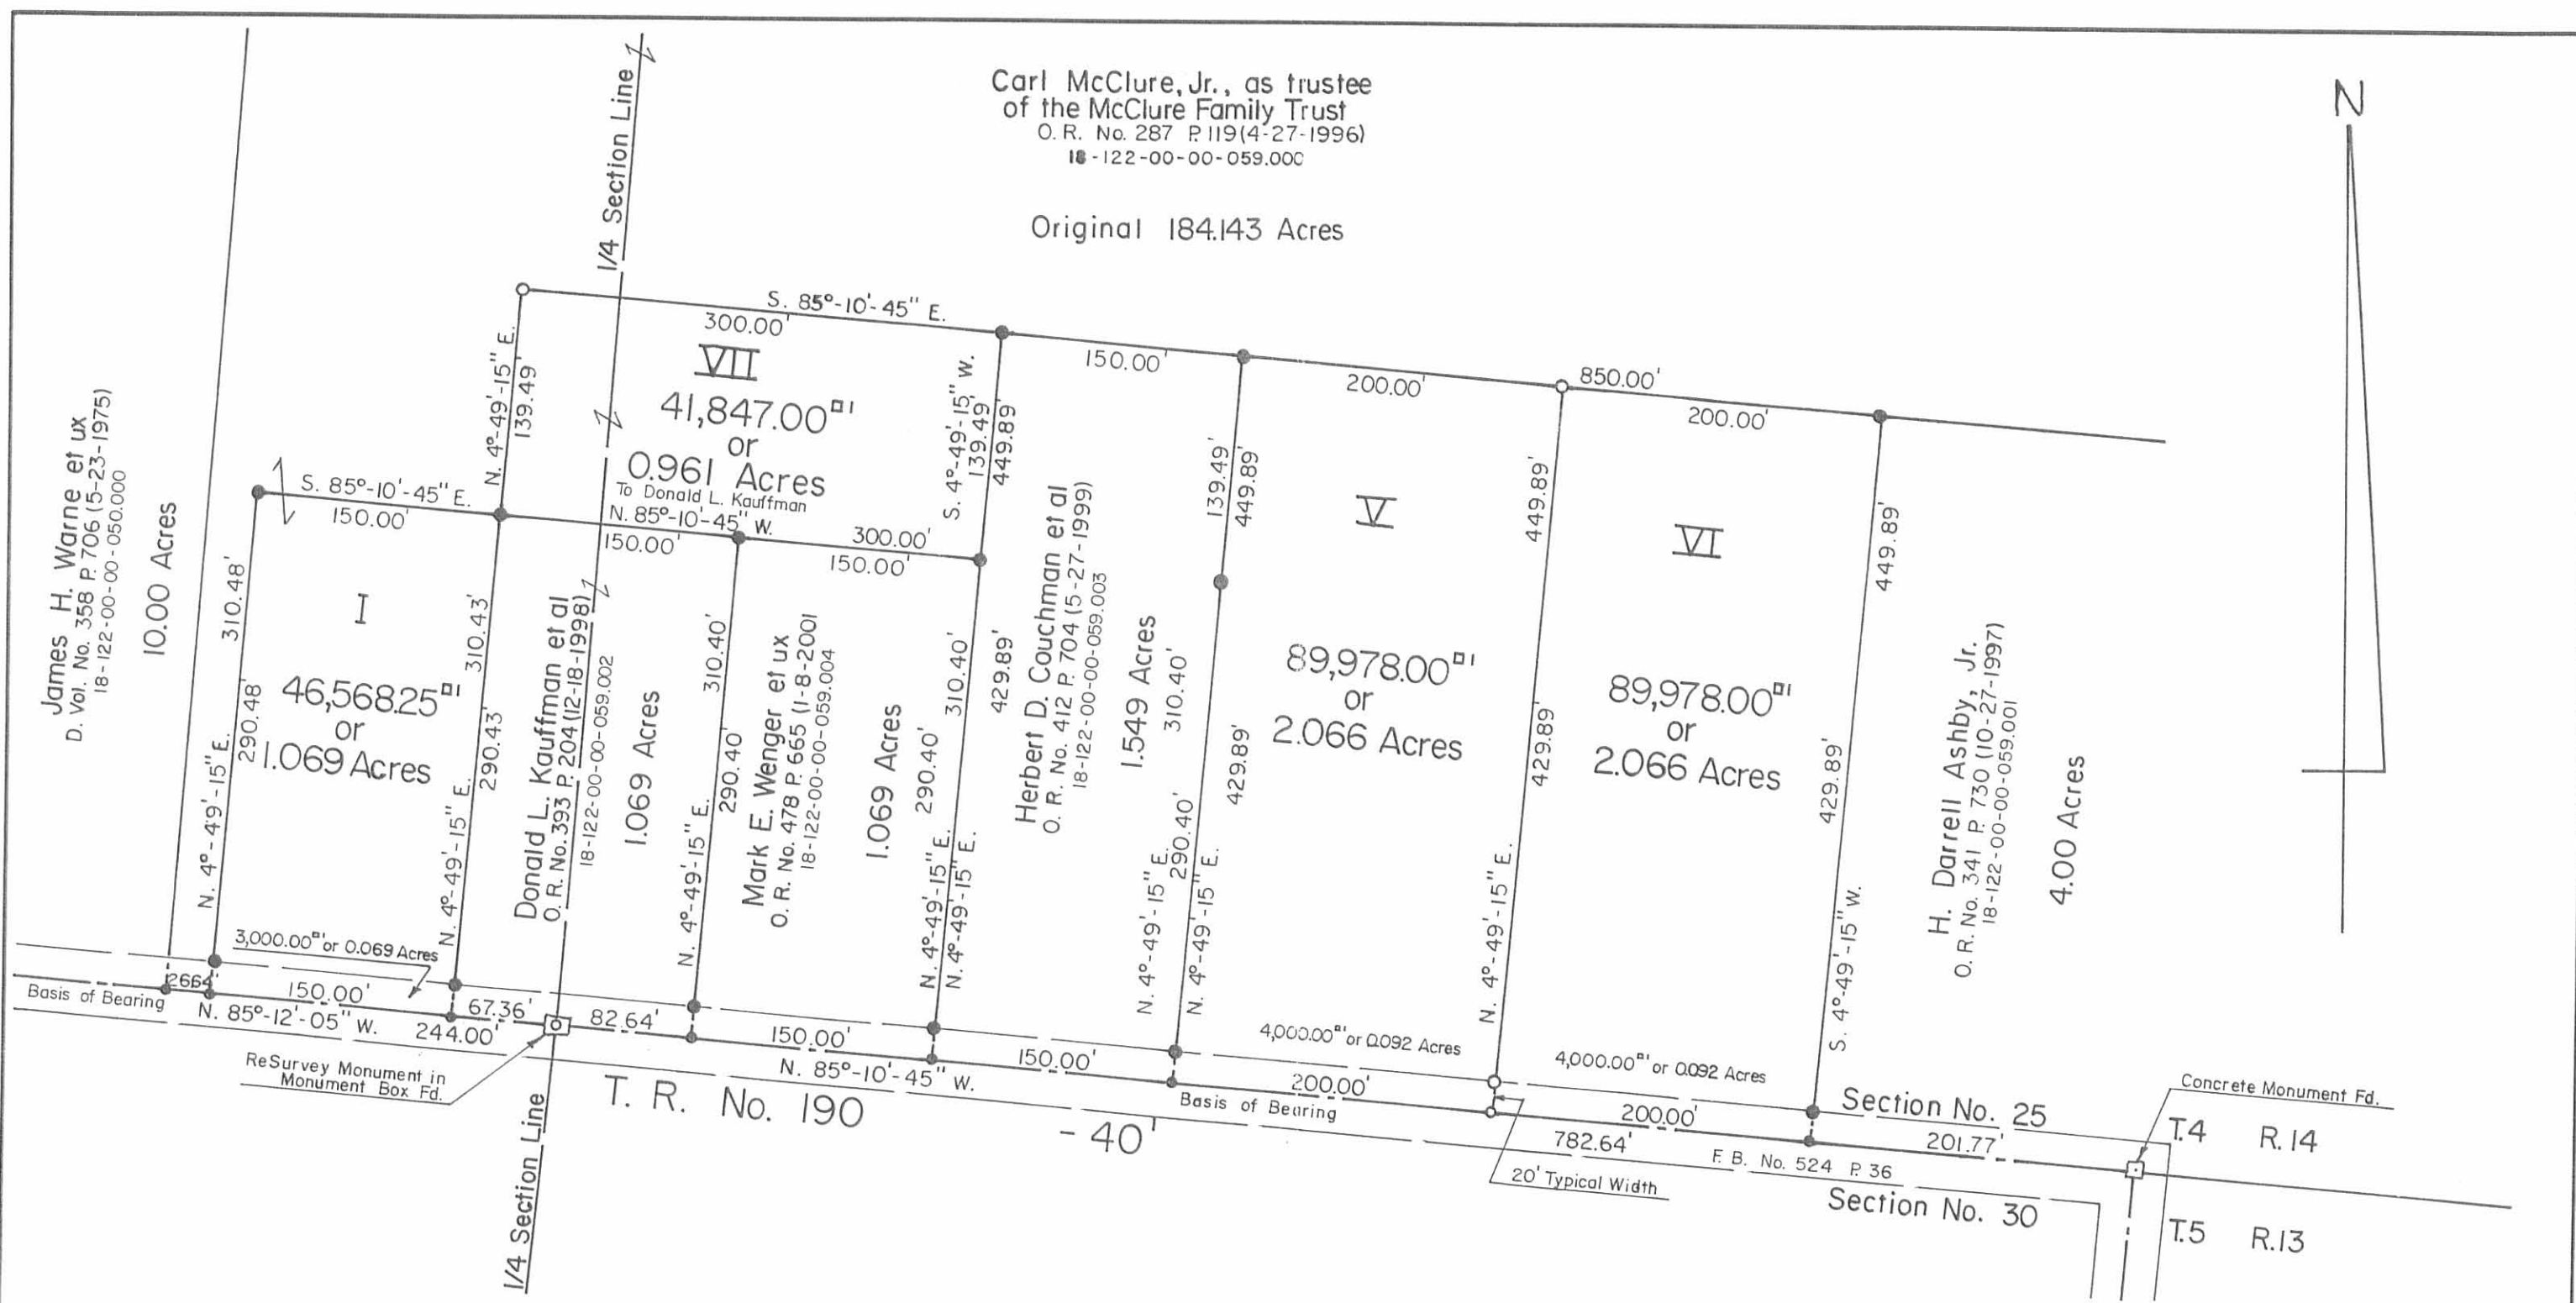 Carl McClure, Jr., as trustee
of the McClure Family Trust
O. R. No. 287 P. 119 (4-27-1996)
18-122-00-00-059.000
Original 184.143 Acres
N
1/4 Section Line
S. 85°-10'-45" E.
300.00'
VII
41,847.00□'
or
0.961 Acres
To Donald L. Kauffman
N. 85°-10'-45" W.
300.00'
150.00'
150.00'
N. 4°-49'-15" E.
139.49'
S. 4°-49'-15" W.
139.49'
449.89'
150.00'
200.00'
850.00'
200.00'
James H. Warne et ux
D. Vol. No. 358 P. 706 (5-23-1975)
18-122-00-00-050.000
10.00 Acres
S. 85°-10'-45" E.
150.00'
310.48'
290.48'
N. 4°-49'-15" E.
I
46,568.25□'
or
1.069 Acres
310.43'
290.43'
N. 4°-49'-15" E.
Donald L. Kauffman et al
O. R. No. 393 P. 204 (12-18-1998)
18-122-00-00-059.002
1.069 Acres
310.40'
290.40'
N. 4°-49'-15" E.
Mark E. Wenger et ux
O. R. No. 478 P. 665 (1-8-2001
18-122-00-00-059.004
1.069 Acres
310.40'
290.40'
429.89'
N. 4°-49'-15" E.
N. 4°-49'-15" E.
Herbert D. Couchman et al
O. R. No. 412 P. 704 (5-27-1999)
18-122-00-00-059.003
1.549 Acres
139.49'
449.89'
310.40'
290.40'
429.89'
N. 4°-49'-15" E.
N. 4°-49'-15" E.
V
89,978.00□'
or
2.066 Acres
449.89'
429.89'
N. 4°-49'-15" E.
VI
89,978.00□'
or
2.066 Acres
449.89'
429.89'
S. 4°-49'-15" W.
H. Darrell Ashby, Jr.
O. R. No. 341 P. 730 (10-27-1997)
18-122-00-00-059.001
4.00 Acres
3,000.00□' or 0.069 Acres
26.64'
150.00'
67.36'
82.64'
150.00'
150.00'
4,000.00□' or 0.092 Acres
200.00'
4,000.00□' or 0.092 Acres
200.00'
201.77'
Basis of Bearing
N. 85°-12'-05" W.
244.00'
ReSurvey Monument in
Monument Box Fd.
1/4 Section Line
T. R. No. 190
- 40'
N. 85°-10'-45" W.
Basis of Bearing
782.64'
F. B. No. 524 P. 36
20' Typical Width
Section No. 25
Section No. 30
Concrete Monument Fd.
T.4 R.14
T.5 R.13